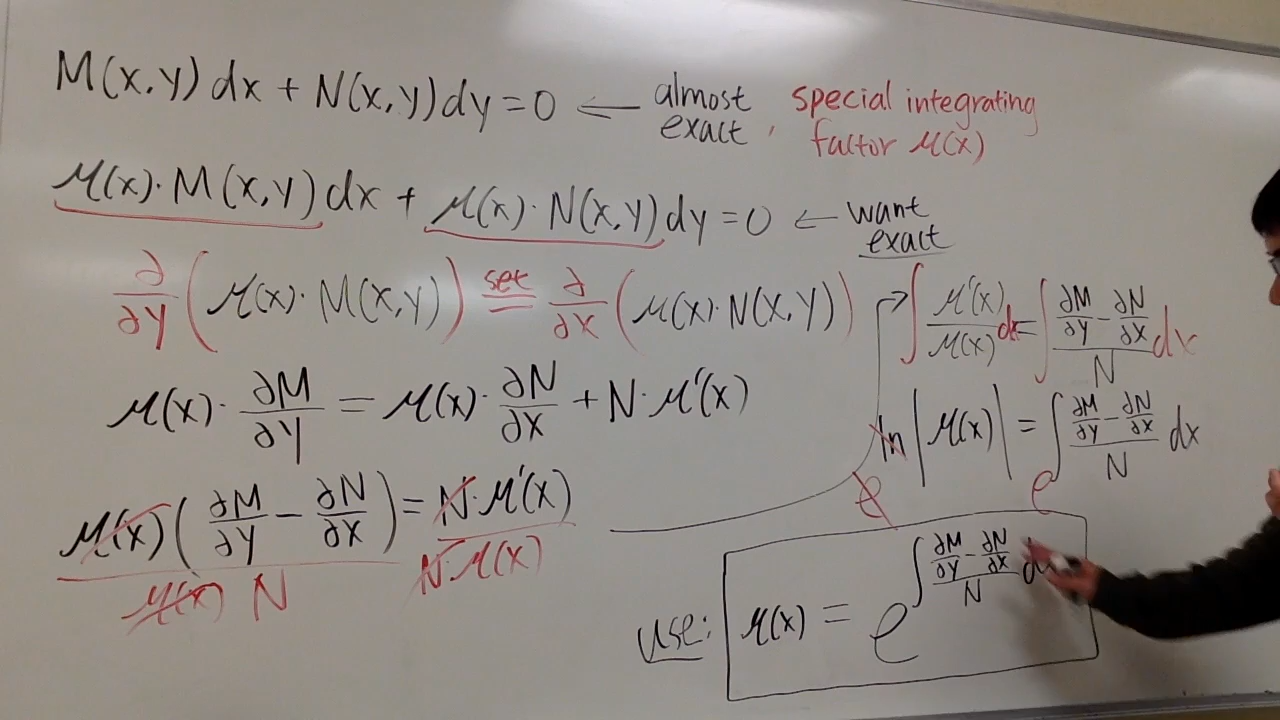 M(x,y) dx + N(x,y) dy = 0 ← almost exact, special integrating factor μ(x)
μ(x)·M(x,y) dx + μ(x)·N(x,y) dy = 0 ← want exact
∂/∂y (μ(x)·M(x,y)) set= ∂/∂x (μ(x)·N(x,y))
μ(x)·∂M/∂y = μ(x)·∂N/∂x + N·μ'(x)
μ(x)(∂M/∂y − ∂N/∂x) / μ(x) N = N·μ'(x) / N·μ(x)
∫ μ'(x)/μ(x) dx = ∫ (∂M/∂y − ∂N/∂x)/N dx
e^ln|μ(x)| = e^∫ (∂M/∂y − ∂N/∂x)/N dx
use: μ(x) = e^∫ (∂M/∂y − ∂N/∂x)/N dx